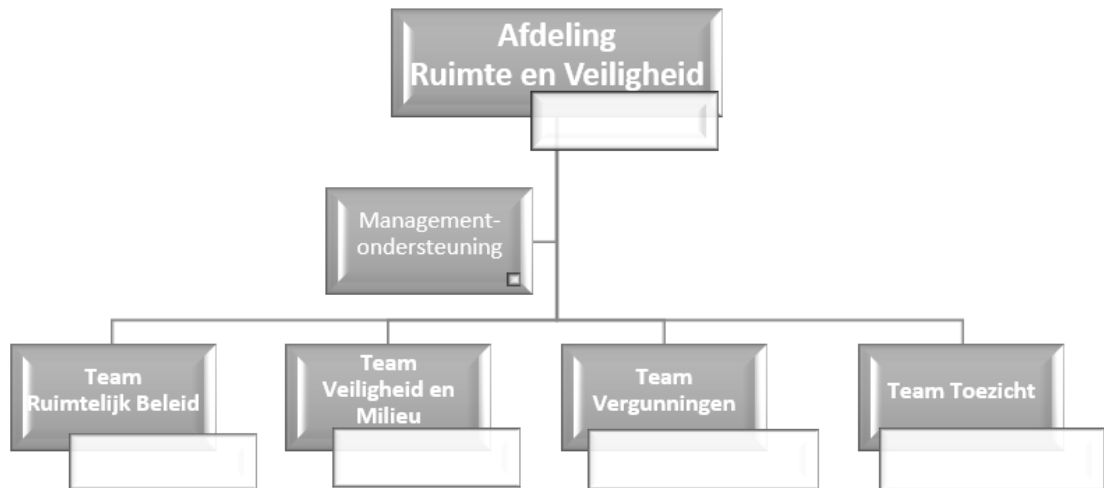 Afdeling
Ruimte en Veiligheid
Management-
ondersteuning
Team
Ruimtelijk Beleid
Team
Veiligheid en
Milieu
Team
Vergunningen
Team Toezicht